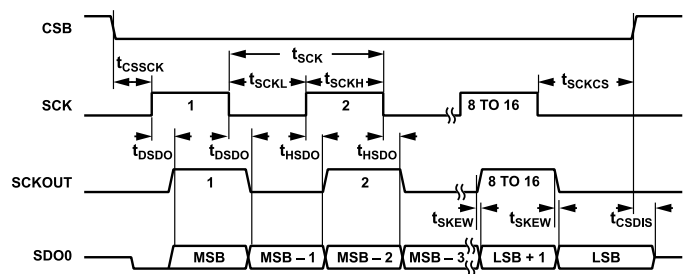 CSB
tCSSCK
tSCK
tSCKL tSCKH tSCKCS
SCK 1 2 8 TO 16
tDSDO tDSDO tHSDO tHSDO
SCKOUT 1 2 8 TO 16
tSKEW tSKEW tCSDIS
SDO0 MSB MSB – 1 MSB – 2 MSB – 3 LSB + 1 LSB